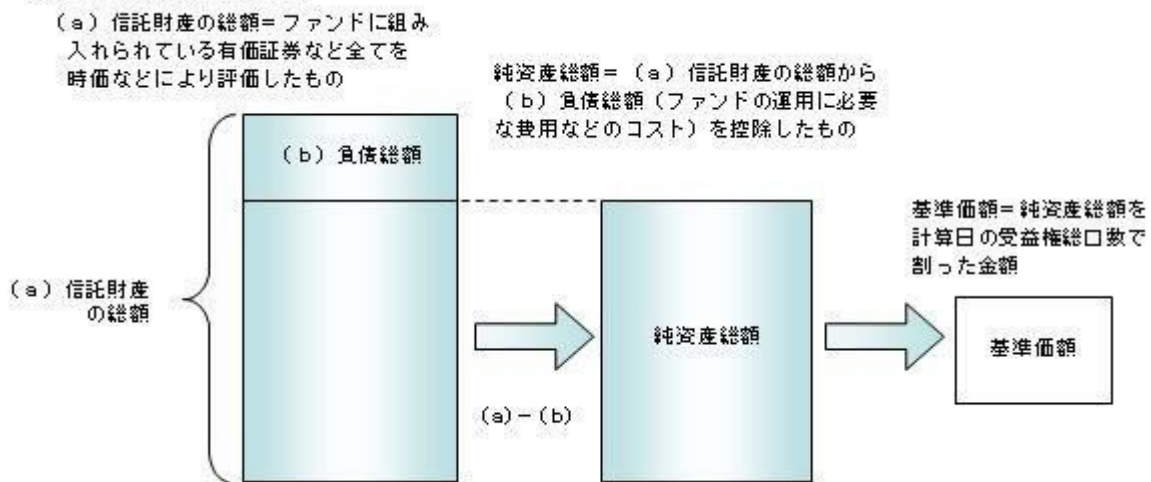 (a)信託財産の総額=ファンドに組み
入れられている有価証券など全てを
時価などにより評価したもの
純資産総額=(a)信託財産の総額から
(b)負債総額(ファンドの運用に必要
な費用などのコスト)を控除したもの
(b)負債総額
基準価額=純資産総額を
計算日の受益権総口数で
割った金額
(a)信託財産
の総額
純資産総額
基準価額
(a)-(b)